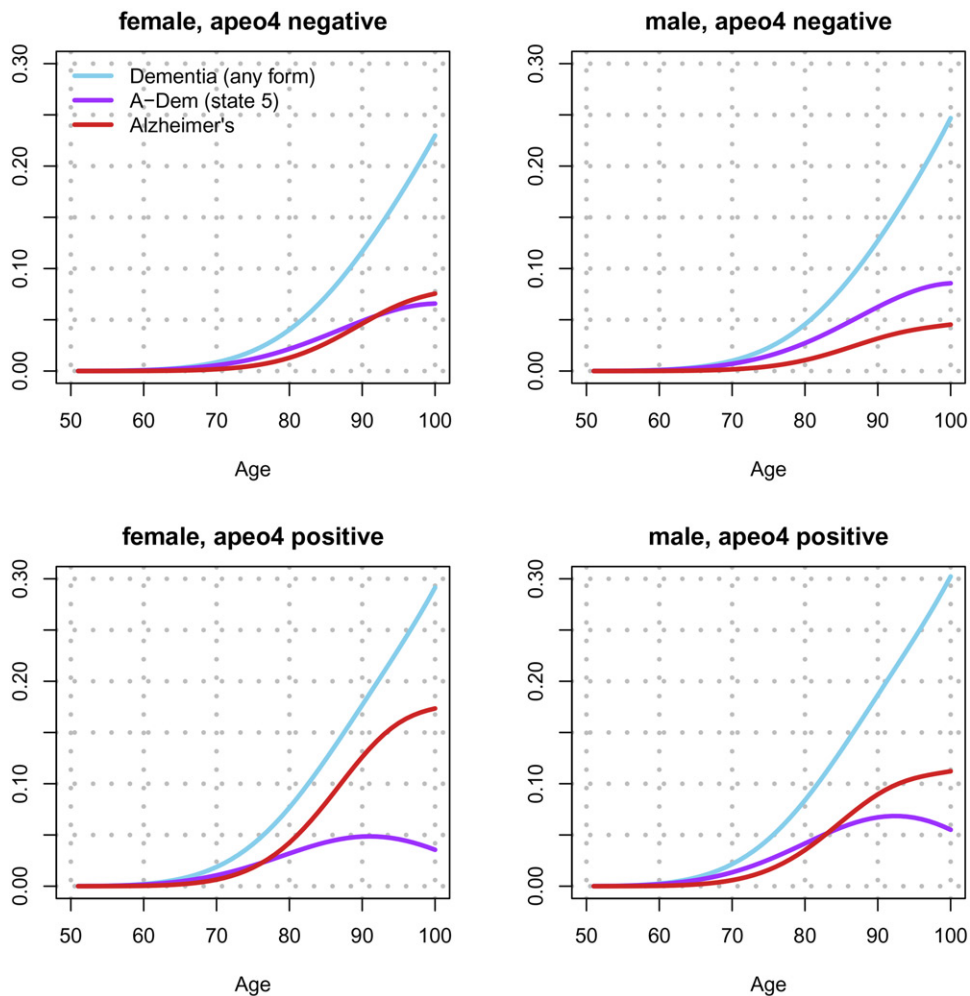 female, apeo4 negative
0.30
0.20
0.10
0.00
Dementia (any form)
A−Dem (state 5)
Alzheimer's
50 60 70 80 90 100
Age
male, apeo4 negative
0.30
0.20
0.10
0.00
50 60 70 80 90 100
Age
female, apeo4 positive
0.30
0.20
0.10
0.00
50 60 70 80 90 100
Age
male, apeo4 positive
0.30
0.20
0.10
0.00
50 60 70 80 90 100
Age